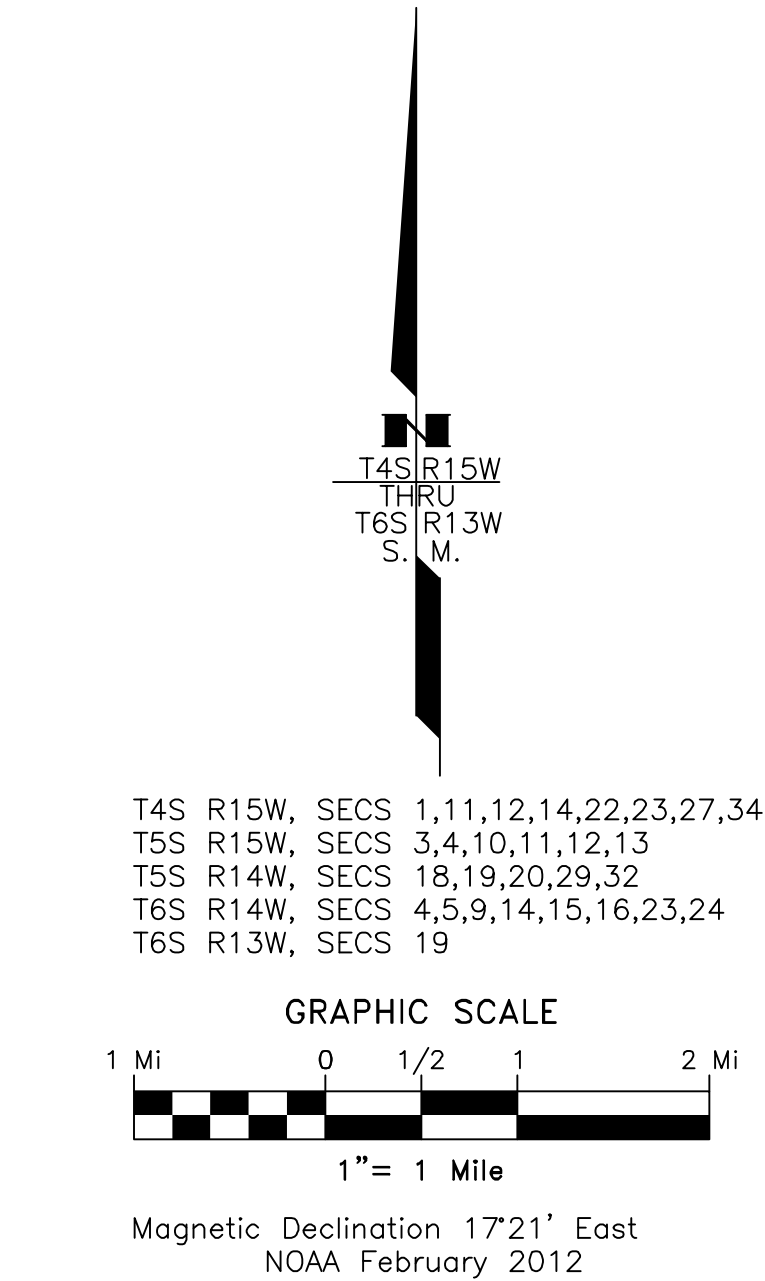 N
T4S R15W
THRU
T6S R13W
S. M.
T4S R15W, SECS 1,11,12,14,22,23,27,34
T5S R15W, SECS 3,4,10,11,12,13
T5S R14W, SECS 18,19,20,29,32
T6S R14W, SECS 4,5,9,14,15,16,23,24
T6S R13W, SECS 19
GRAPHIC SCALE
1 Mi 0 1/2 1 2 Mi
1"= 1 Mile
Magnetic Declination 17°21' East
NOAA February 2012